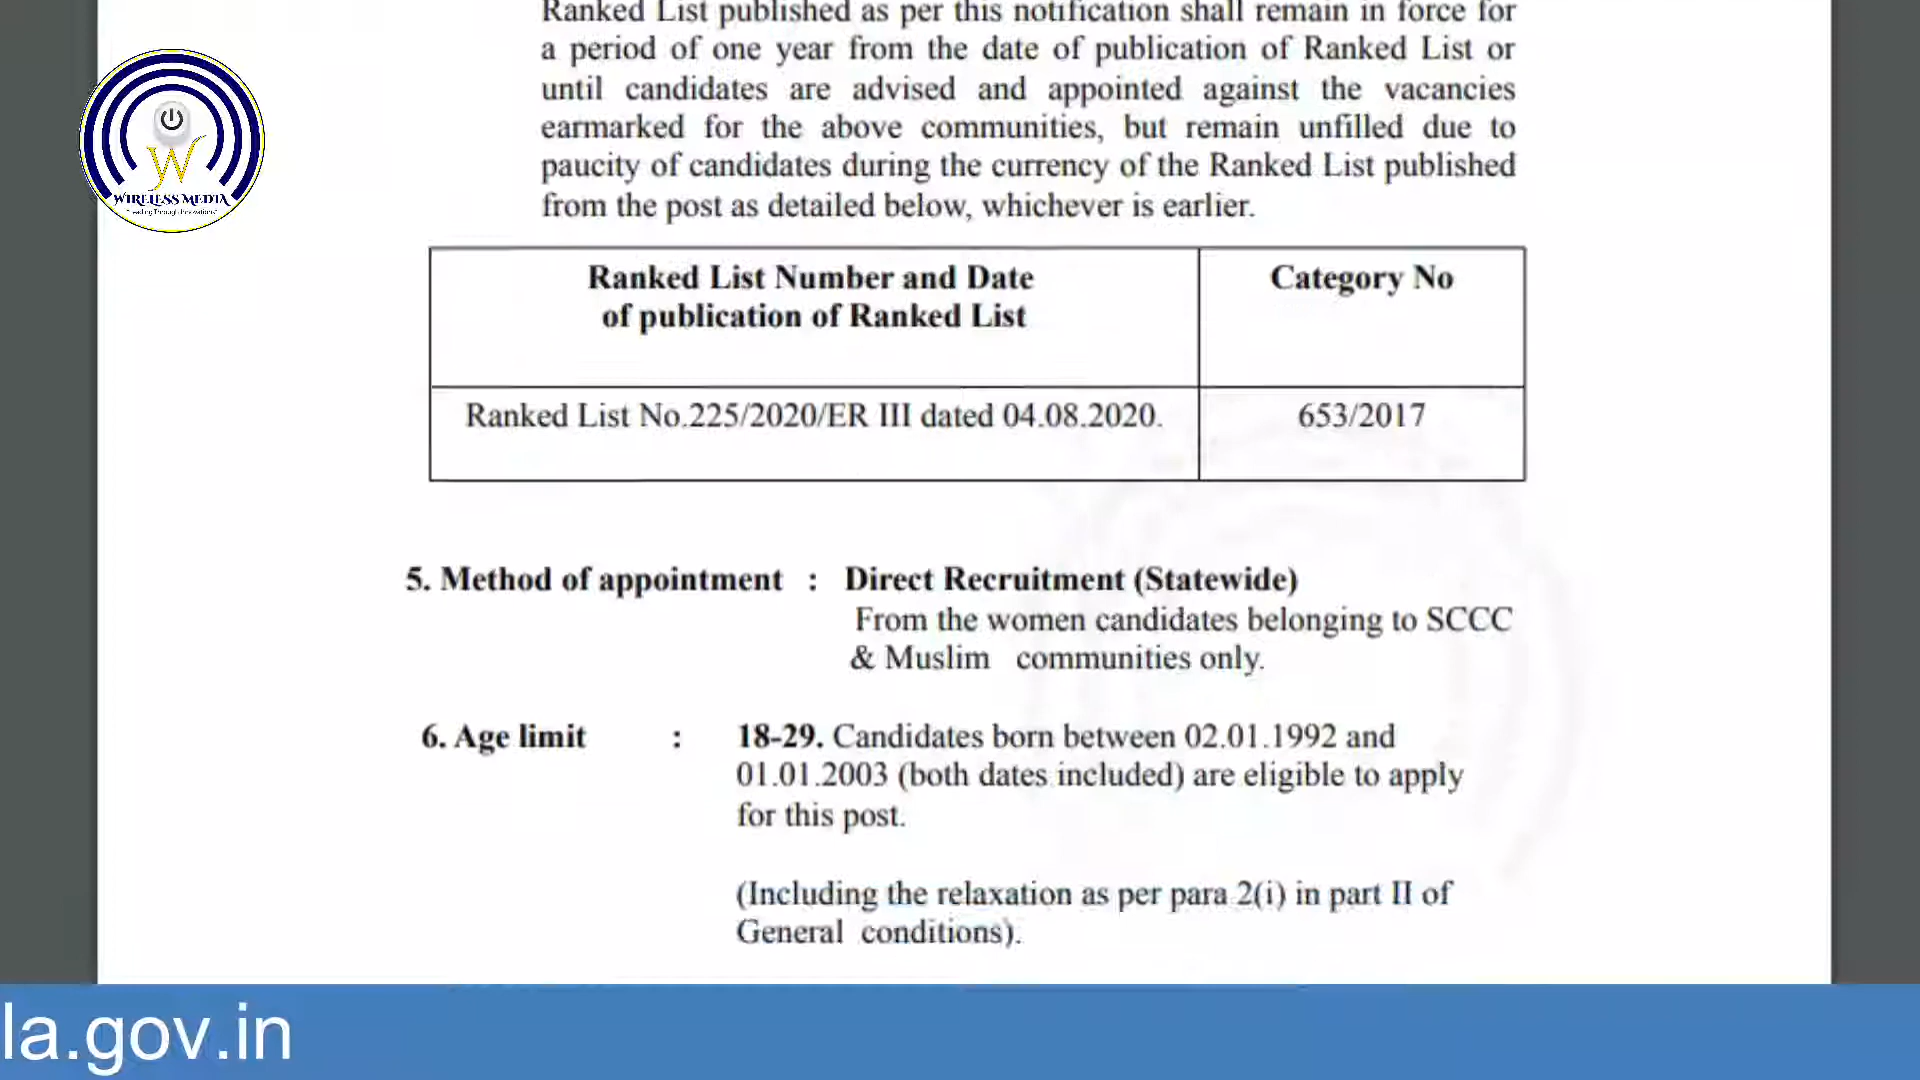 Ranked List published as per this notification shall remain in force for
a period of one year from the date of publication of Ranked List or
until candidates are advised and appointed against the vacancies
earmarked for the above communities, but remain unfilled due to
paucity of candidates during the currency of the Ranked List published
from the post as detailed below, whichever is earlier.
WIRELESS MEDIA
"Leading Through Innovations"
Ranked List Number and Date
of publication of Ranked List
Category No
Ranked List No.225/2020/ER III dated 04.08.2020.
653/2017
5. Method of appointment : Direct Recruitment (Statewide)
From the women candidates belonging to SCCC
& Muslim communities only.
6. Age limit : 18-29. Candidates born between 02.01.1992 and
01.01.2003 (both dates included) are eligible to apply
for this post.
(Including the relaxation as per para 2(i) in part II of
General conditions).
la.gov.in